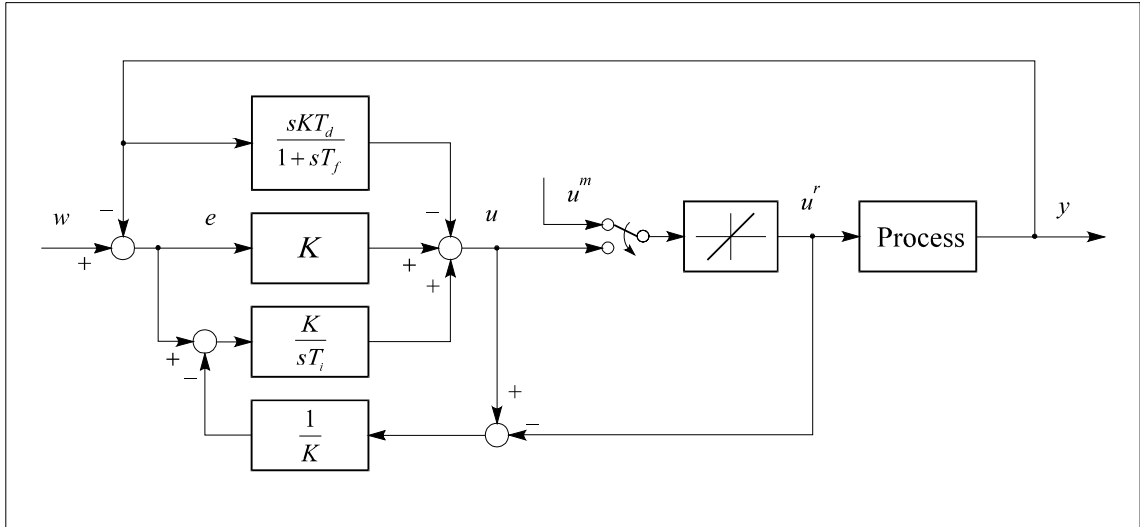 sKT_d
1 + sT_f
w
−
e
K
−
u
u^m
u^r
Process
y
+
+
+
K
sT_i
+
−
1
K
+
−